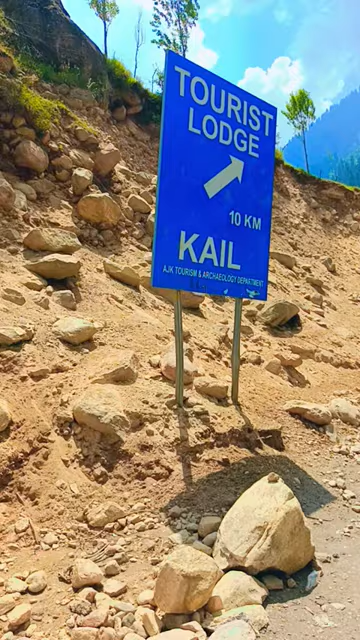 TOURIST
LODGE
10 KM
KAIL
AJK TOURISM & ARCHAEOLOGY DEPARTMENT